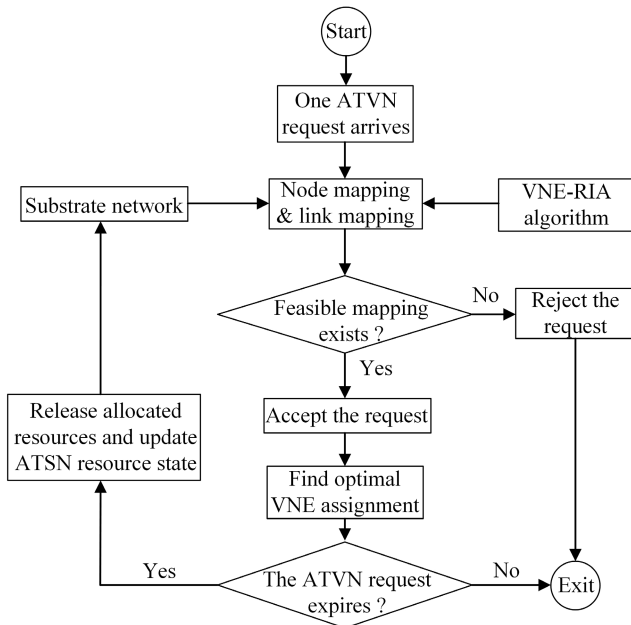 Start
One ATVN
request arrives
Substrate network
Node mapping
& link mapping
VNE-RIA
algorithm
Feasible mapping
exists ?
No
Reject the
request
Yes
Accept the request
Release allocated
resources and update
ATSN resource state
Find optimal
VNE assignment
Yes
The ATVN request
expires ?
No
Exit